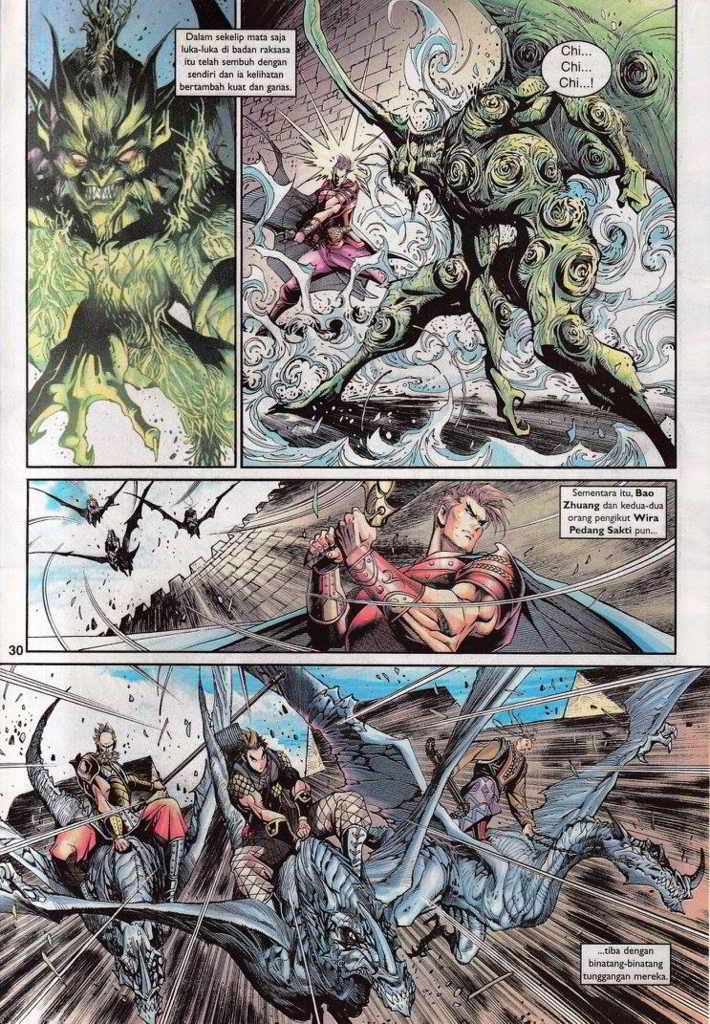 Dalam sekelip mata saja
luka-luka di badan raksasa
itu telah sembuh dengan
sendiri dan ia kelihatan
bertambah kuat dan ganas.
Chi...
Chi...
Chi...!
Sementara itu, Bao
Zhuang dan kedua-dua
orang pengikut Wira
Pedang Sakti pun...
30
...tiba dengan
binatang-binatang
tunggangan mereka.